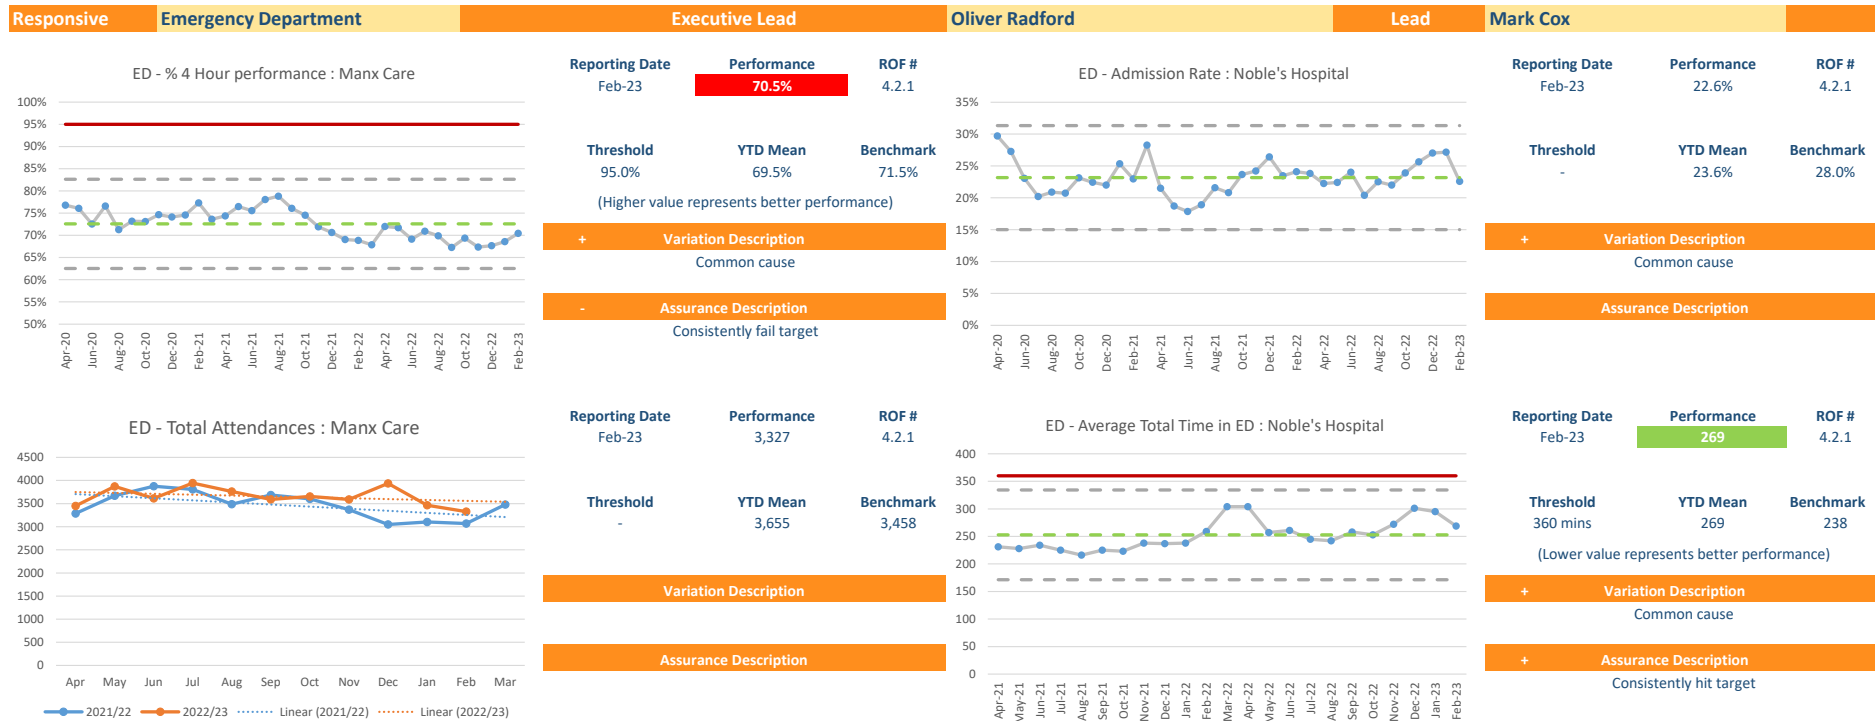 Responsive Emergency Department Executive Lead Oliver Radford Lead Mark Cox
ED - % 4 Hour performance : Manx Care
100%
95%
90%
85%
80%
75%
70%
65%
60%
55%
50%
Apr-20 Jun-20 Aug-20 Oct-20 Dec-20 Feb-21 Apr-21 Jun-21 Aug-21 Oct-21 Dec-21 Feb-22 Apr-22 Jun-22 Aug-22 Oct-22 Dec-22 Feb-23
Reporting Date Performance ROF #
Feb-23 70.5% 4.2.1
Threshold YTD Mean Benchmark
95.0% 69.5% 71.5%
(Higher value represents better performance)
+ Variation Description
Common cause
- Assurance Description
Consistently fail target
ED - Admission Rate : Noble's Hospital
35%
30%
25%
20%
15%
10%
5%
0%
Apr-20 Jun-20 Aug-20 Oct-20 Dec-20 Feb-21 Apr-21 Jun-21 Aug-21 Oct-21 Dec-21 Feb-22 Apr-22 Jun-22 Aug-22 Oct-22 Dec-22 Feb-23
Reporting Date Performance ROF #
Feb-23 22.6% 4.2.1
Threshold YTD Mean Benchmark
- 23.6% 28.0%
+ Variation Description
Common cause
Assurance Description
ED - Total Attendances : Manx Care
4500
4000
3500
3000
2500
2000
1500
1000
500
0
Apr May Jun Jul Aug Sep Oct Nov Dec Jan Feb Mar
2021/22 2022/23 Linear (2021/22) Linear (2022/23)
Reporting Date Performance ROF #
Feb-23 3,327 4.2.1
Threshold YTD Mean Benchmark
- 3,655 3,458
Variation Description
Assurance Description
ED - Average Total Time in ED : Noble's Hospital
400
350
300
250
200
150
100
50
0
Apr-21 May-21 Jun-21 Jul-21 Aug-21 Sep-21 Oct-21 Nov-21 Dec-21 Jan-22 Feb-22 Mar-22 Apr-22 May-22 Jun-22 Jul-22 Aug-22 Sep-22 Oct-22 Nov-22 Dec-22 Jan-23 Feb-23
Reporting Date Performance ROF #
Feb-23 269 4.2.1
Threshold YTD Mean Benchmark
360 mins 269 238
(Lower value represents better performance)
+ Variation Description
Common cause
+ Assurance Description
Consistently hit target